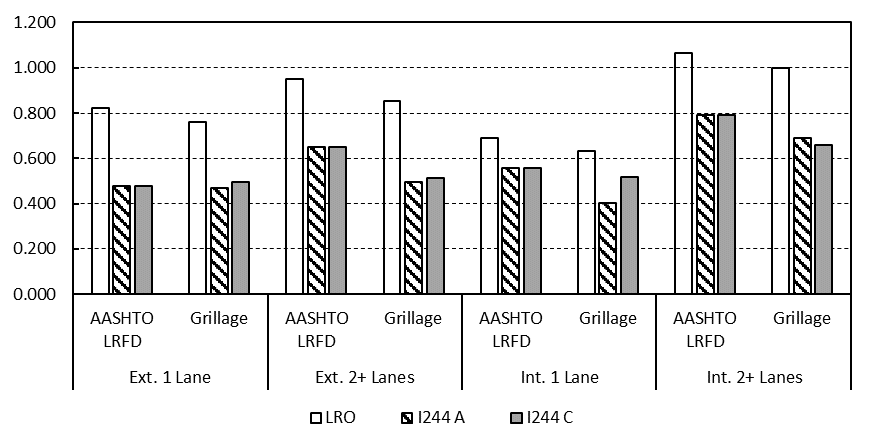 1.200
1.000
0.800
0.600
0.400
0.200
0.000
AASHTO Grillage AASHTO Grillage AASHTO Grillage AASHTO Grillage
LRFD LRFD LRFD LRFD
Ext. 1 Lane Ext. 2+ Lanes Int. 1 Lane Int. 2+ Lanes
LRO I244 A I244 C